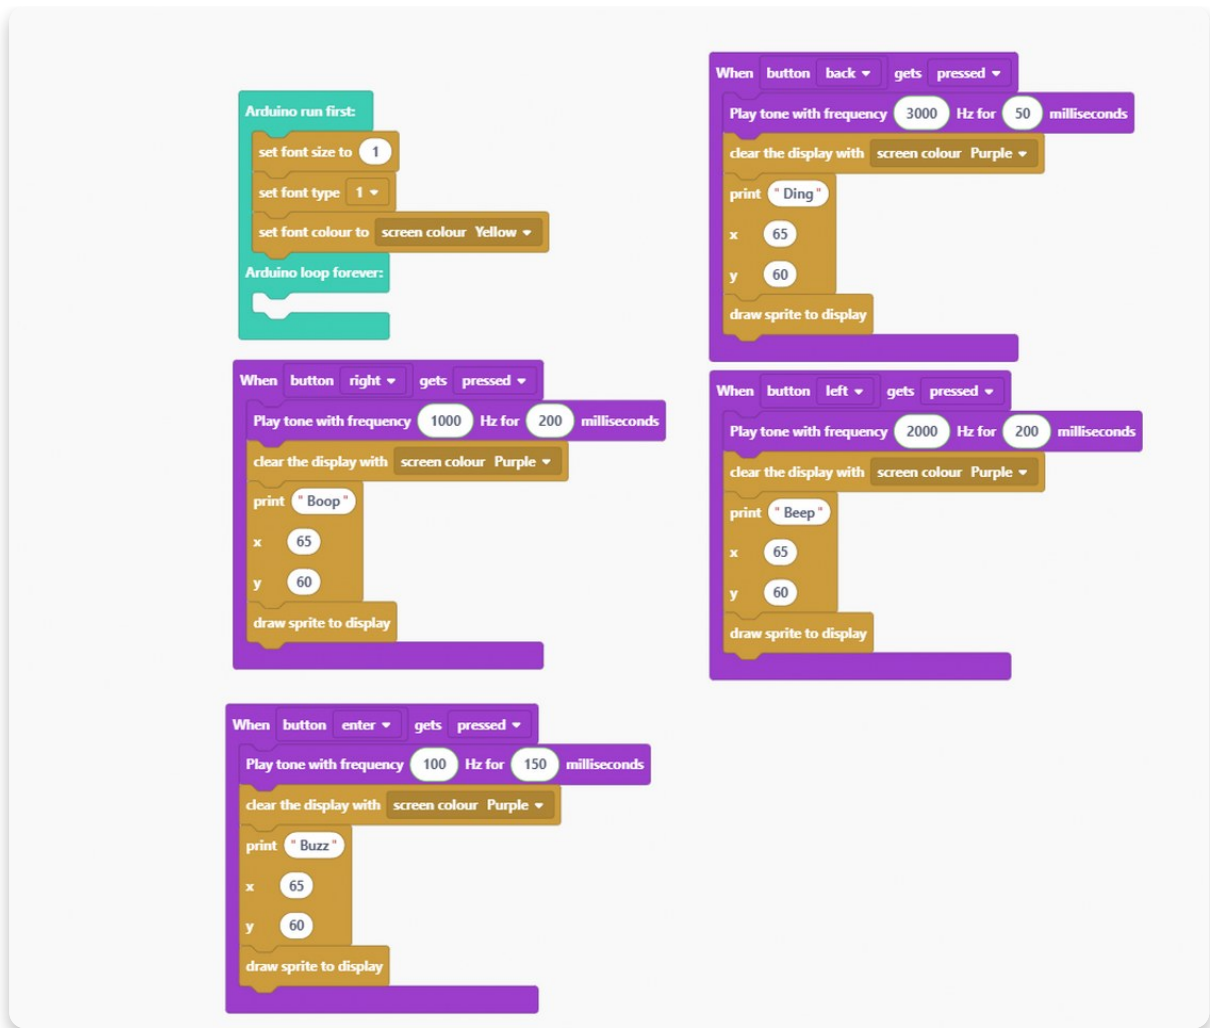 Arduino run first:
set font size to 1
set font type 1
set font colour to screen colour Yellow
Arduino loop forever:
When button right gets pressed
Play tone with frequency 1000 Hz for 200 milliseconds
clear the display with screen colour Purple
print "Boop"
x 65
y 60
draw sprite to display
When button enter gets pressed
Play tone with frequency 100 Hz for 150 milliseconds
clear the display with screen colour Purple
print "Buzz"
x 65
y 60
draw sprite to display
When button back gets pressed
Play tone with frequency 3000 Hz for 50 milliseconds
clear the display with screen colour Purple
print "Ding"
x 65
y 60
draw sprite to display
When button left gets pressed
Play tone with frequency 2000 Hz for 200 milliseconds
clear the display with screen colour Purple
print "Beep"
x 65
y 60
draw sprite to display